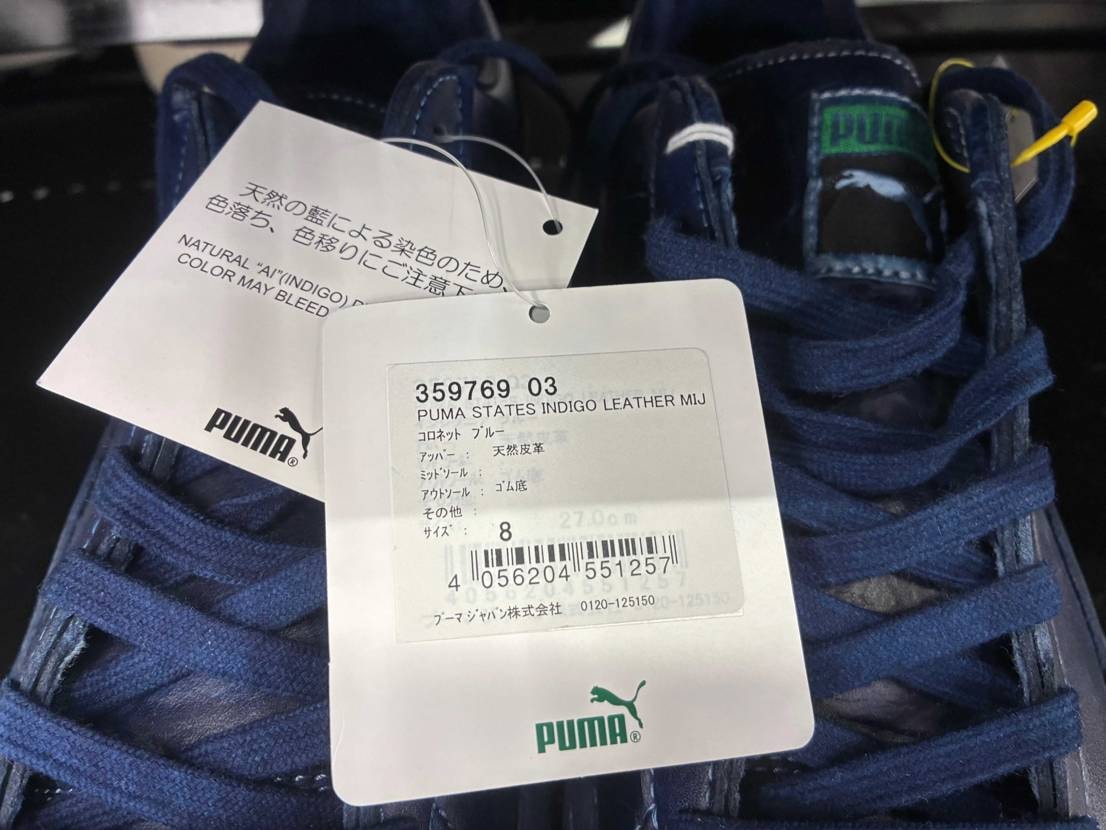 天然の藍による染色のため、
色落ち、色移りにご注意下
NATURAL “AI”(INDIGO)
COLOR MAY BLEED
PUMA®
PUMA
359769 03
PUMA STATES INDIGO LEATHER MIJ
コロネット ブルー
アッパー : 天然皮革
ミッドソール :
アウトソール : ゴム底
その他 :
27.0cm
サイズ : 8
4 056204 551257
プーマ ジャパン株式会社 0120-125150
PUMA®